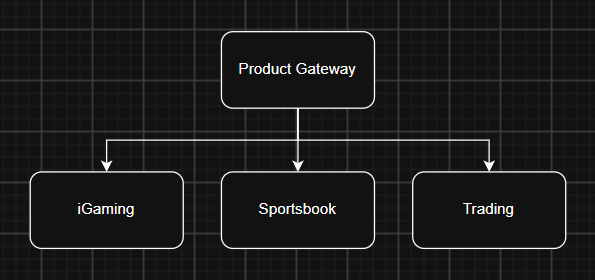 Product Gateway
iGaming
Sportsbook
Trading